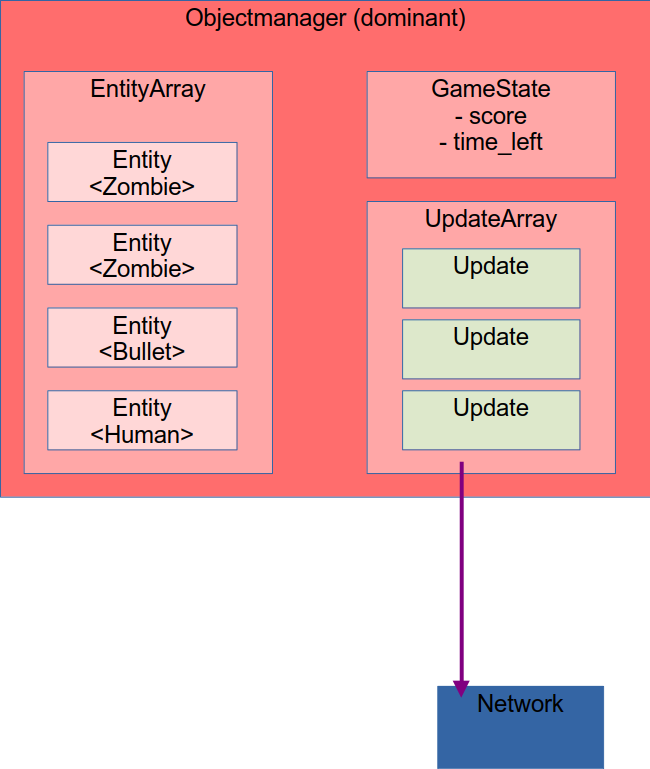 Objectmanager (dominant)
EntityArray
Entity
<Zombie>
Entity
<Zombie>
Entity
<Bullet>
Entity
<Human>
GameState
- score
- time_left
UpdateArray
Update
Update
Update
Network